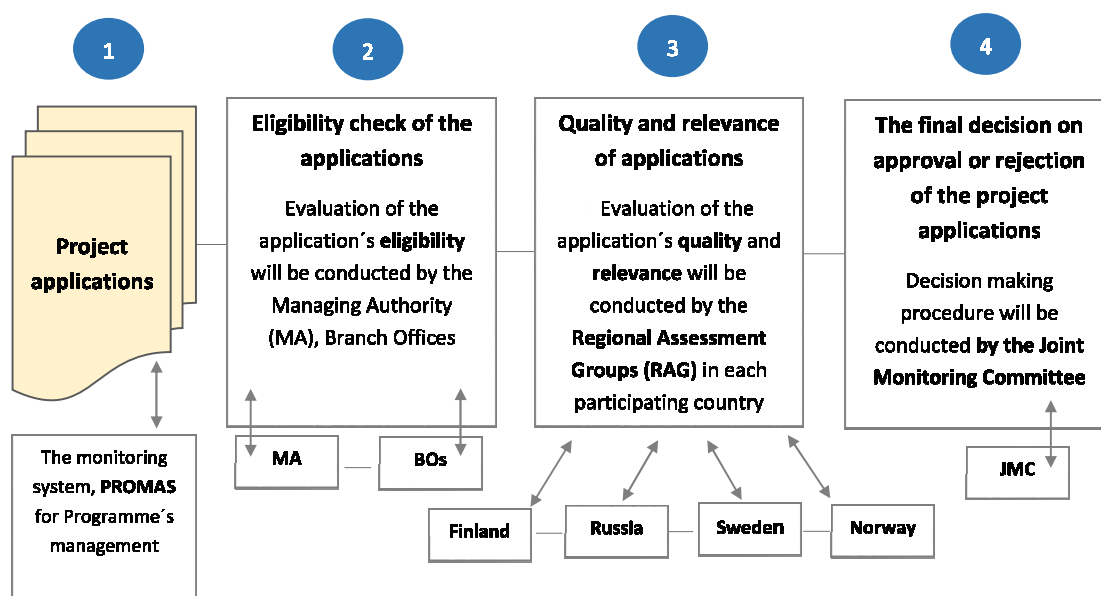 1
2
3
4
Project
applications
The monitoring
system, PROMAS
for Programme´s
management
Eligibility check of the
applications
Evaluation of the
application´s eligibility
will be conducted by the
Managing Authority
(MA), Branch Offices
MA
BOs
Quality and relevance
of applications
Evaluation of the
application´s quality and
relevance will be
conducted by the
Regional Assessment
Groups (RAG) in each
participating country
Finland
Russia
Sweden
Norway
The final decision on
approval or rejection
of the project
applications
Decision making
procedure will be
conducted by the Joint
Monitoring Committee
JMC